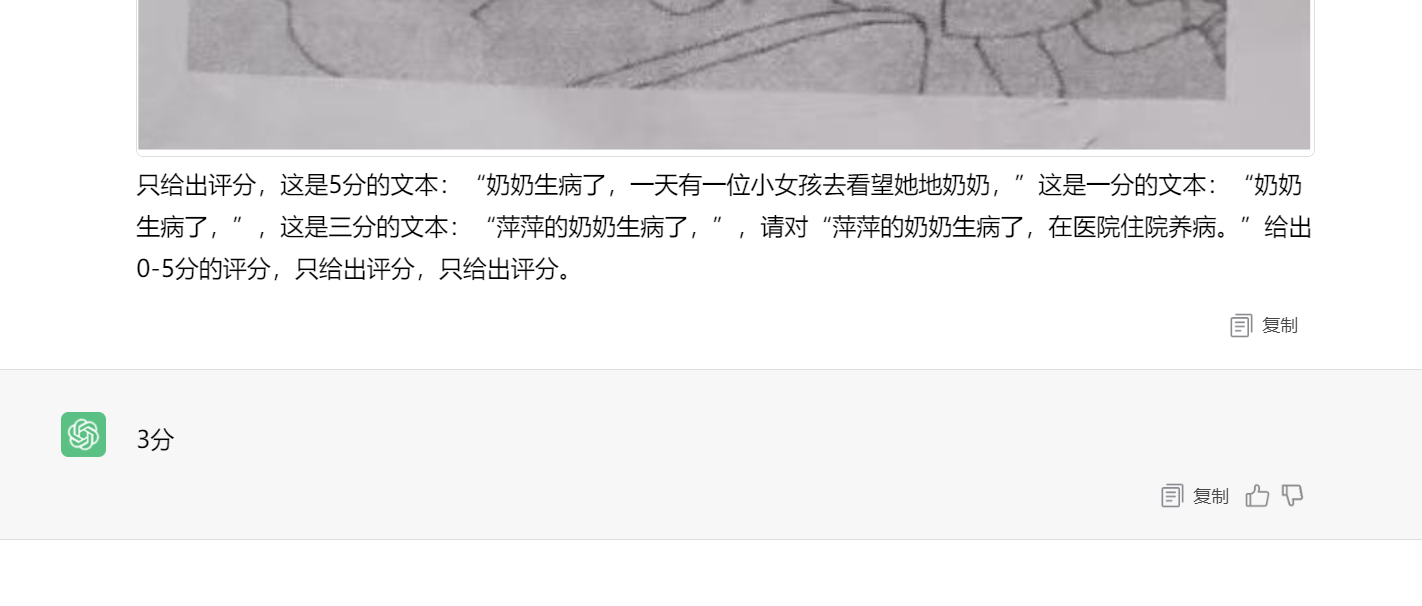 只给出评分，这是5分的文本：“奶奶生病了，一天有一位小女孩去看望她地奶奶，”这是一分的文本：“奶奶
生病了，”，这是三分的文本：“萍萍的奶奶生病了，”，请对“萍萍的奶奶生病了，在医院住院养病。”给出
0-5分的评分，只给出评分，只给出评分。
复制
3分
复制